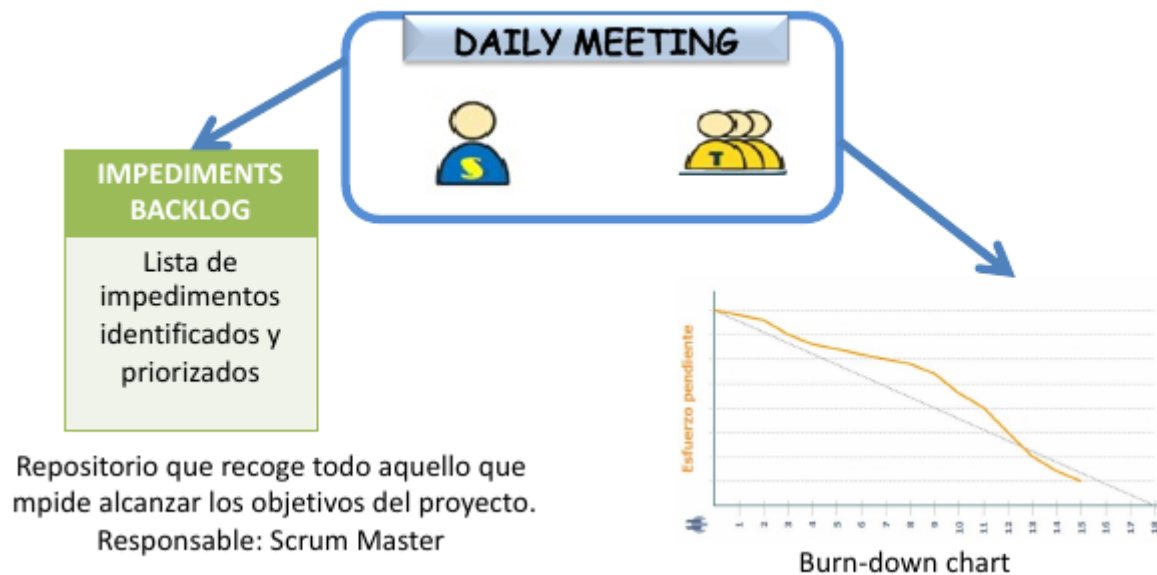 DAILY MEETING
S
T
IMPEDIMENTS
BACKLOG
Lista de
impedimentos
identificados y
priorizados
Repositorio que recoge todo aquello que
mpide alcanzar los objetivos del proyecto.
Responsable: Scrum Master
Esfuerzo pendiente
1 2 3 4 5 6 7 8 9 10 11 12 13 14 15 16 17 18
Burn-down chart